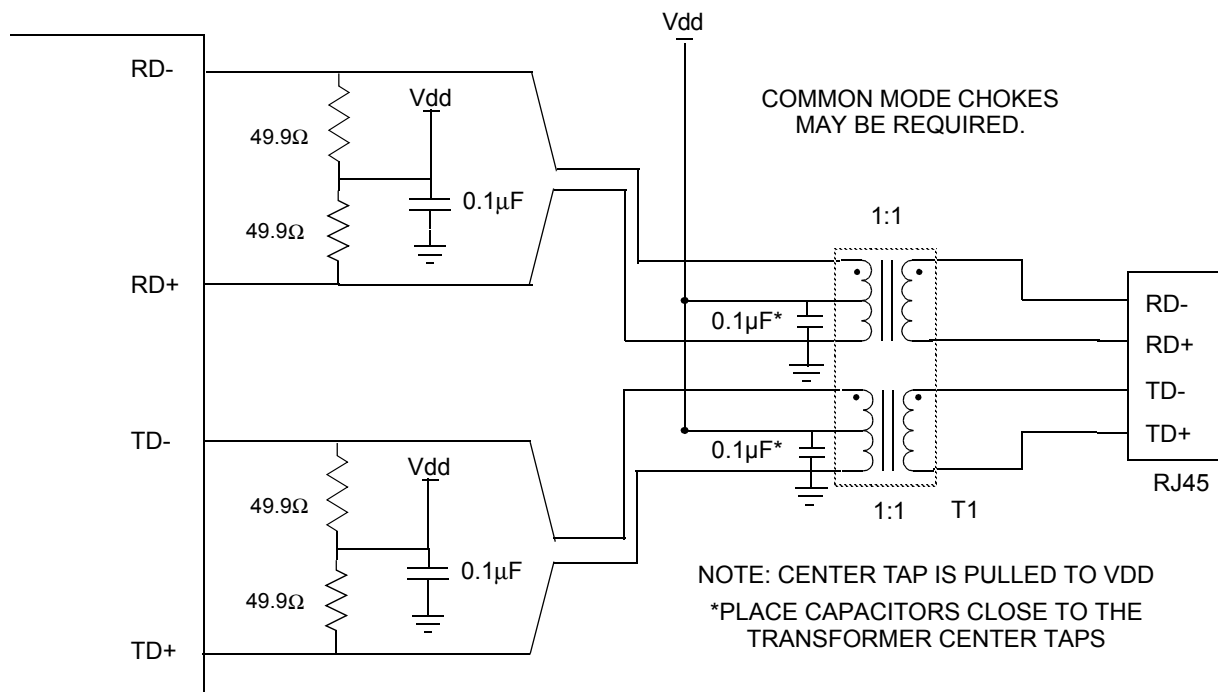 Vdd
RD-
Vdd
COMMON MODE CHOKES
MAY BE REQUIRED.
49.9Ω
0.1μF
49.9Ω
1:1
RD+
RD-
0.1µF*
RD+
TD-
TD-
0.1µF*
TD+
Vdd
RJ45
49.9Ω
1:1
T1
0.1μF
NOTE: CENTER TAP IS PULLED TO VDD
49.9Ω
*PLACE CAPACITORS CLOSE TO THE
TRANSFORMER CENTER TAPS
TD+